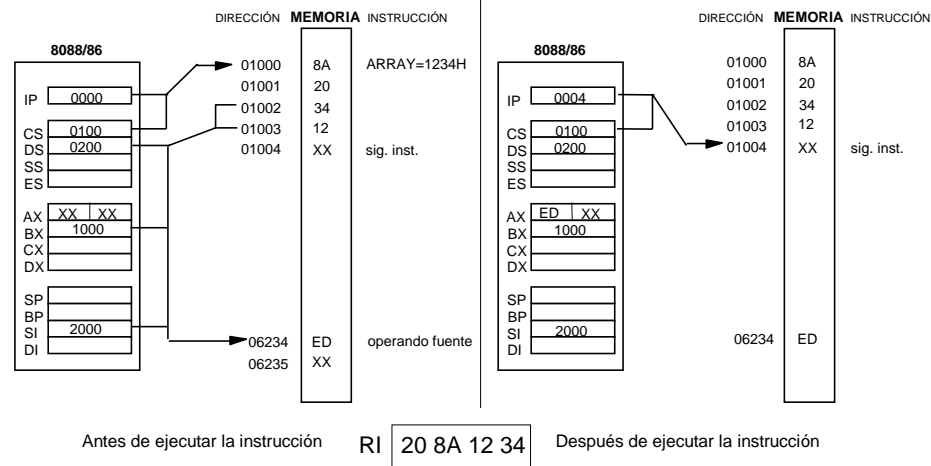 DIRECCIÓN MEMORIA INSTRUCCIÓN
8088/86
01000 8A ARRAY=1234H
01001 20
IP 0000
01002 34
CS 0100
01003 12
DS 0200
01004 XX sig. inst.
SS
ES
AX XX XX
BX 1000
CX
DX
SP
BP
SI 2000
DI
06234 ED operando fuente
06235 XX
Antes de ejecutar la instrucción
RI 20 8A 12 34
DIRECCIÓN MEMORIA INSTRUCCIÓN
8088/86
01000 8A
01001 20
IP 0004
01002 34
CS 0100
01003 12
DS 0200
01004 XX sig. inst.
SS
ES
AX ED XX
BX 1000
CX
DX
SP
BP
SI 2000
DI
06234 ED
Después de ejecutar la instrucción